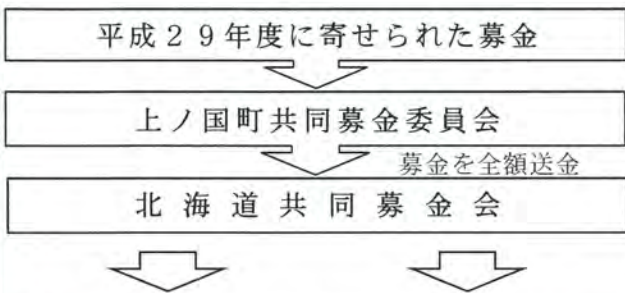 平成２９年度に寄せられた募金
上ノ国町共同募金委員会
募金を全額送金
北海道共同募金会